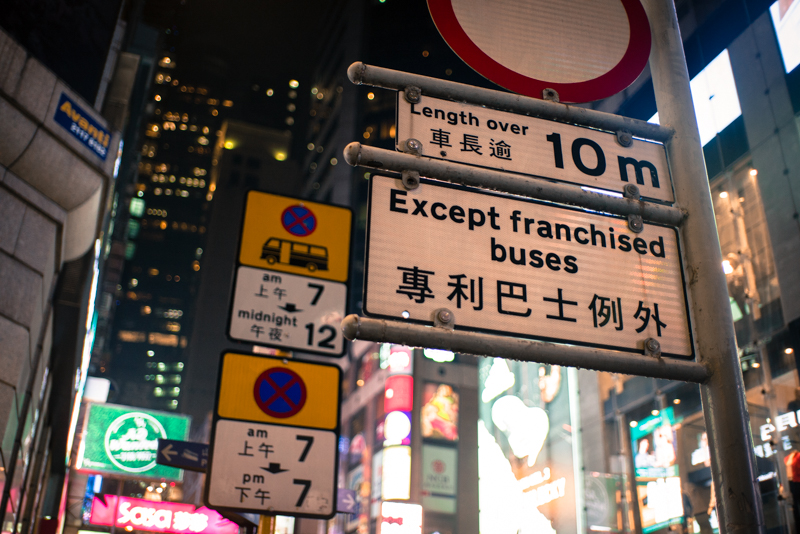 Length over
車長逾
10 m
Except franchised
buses
專利巴士例外
am
上午
7
midnight
午夜
12
am
上午
7
pm
下午
7
Avanti
Sasa